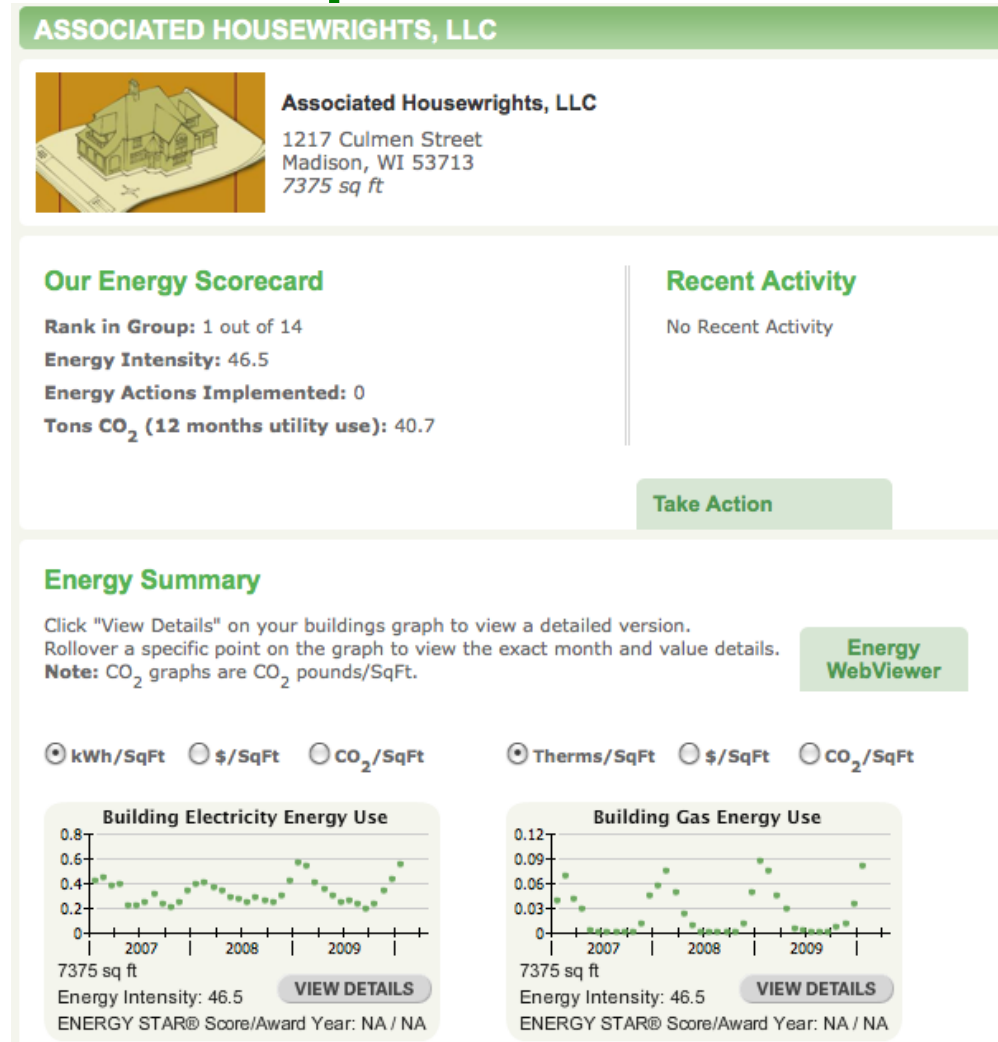 ASSOCIATED HOUSEWRIGHTS, LLC
Associated Housewrights, LLC
1217 Culmen Street
Madison, WI 53713
7375 sq ft
Our Energy Scorecard
Rank in Group: 1 out of 14
Energy Intensity: 46.5
Energy Actions Implemented: 0
Tons CO2 (12 months utility use): 40.7
Recent Activity
No Recent Activity
Take Action
Energy Summary
Click "View Details" on your buildings graph to view a detailed version.
Rollover a specific point on the graph to view the exact month and value details.
Note: CO2 graphs are CO2 pounds/SqFt.
Energy
WebViewer
kWh/SqFt $/SqFt CO2/SqFt
Building Electricity Energy Use
0.8
0.6
0.4
0.2
0
2007 2008 2009
7375 sq ft
Energy Intensity: 46.5
VIEW DETAILS
ENERGY STAR® Score/Award Year: NA / NA
Therms/SqFt $/SqFt CO2/SqFt
Building Gas Energy Use
0.12
0.09
0.06
0.03
0
2007 2008 2009
7375 sq ft
Energy Intensity: 46.5
VIEW DETAILS
ENERGY STAR® Score/Award Year: NA / NA